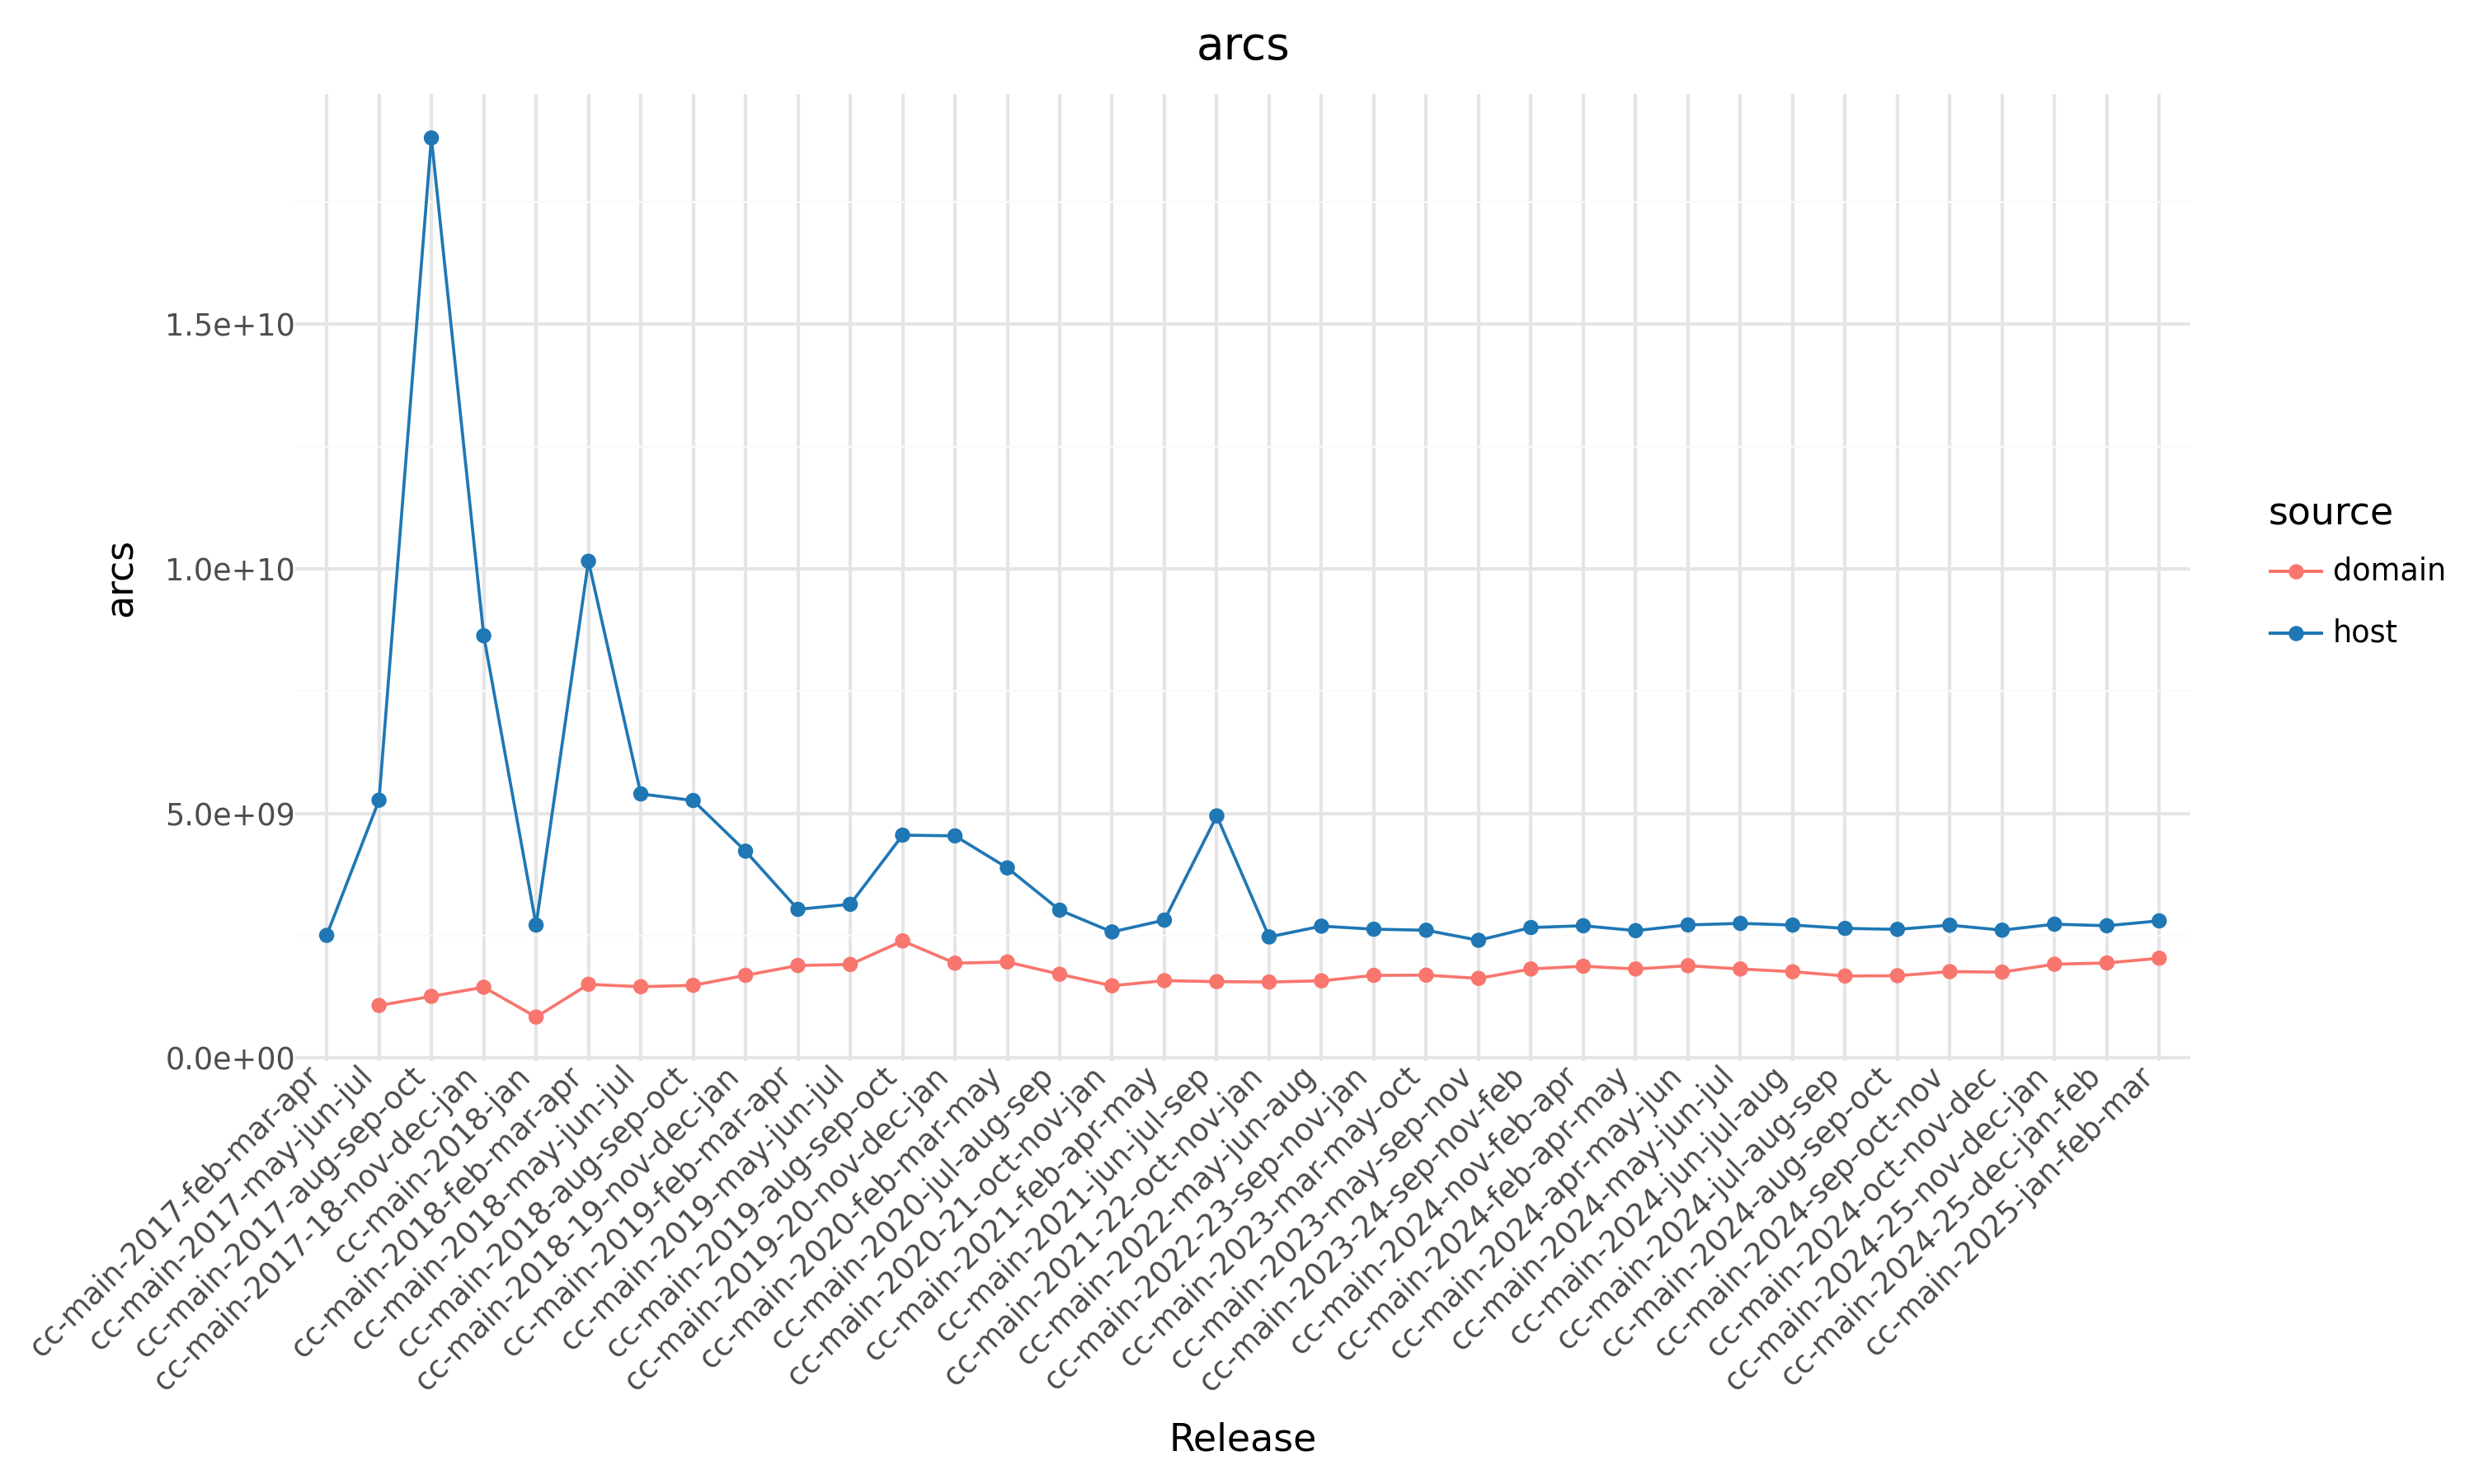 arcs
arcs
1.5e+10
1.0e+10
5.0e+09
0.0e+00
source
domain
host
cc-main-2017-feb-mar-apr
cc-main-2017-may-jun-jul
cc-main-2017-aug-sep-oct
cc-main-2017-18-nov-dec-jan
cc-main-2018-jan
cc-main-2018-feb-mar-apr
cc-main-2018-may-jun-jul
cc-main-2018-aug-sep-oct
cc-main-2018-19-nov-dec-jan
cc-main-2019-feb-mar-apr
cc-main-2019-may-jun-jul
cc-main-2019-aug-sep-oct
cc-main-2019-20-nov-dec-jan
cc-main-2020-feb-mar-may
cc-main-2020-jul-aug-sep
cc-main-2020-21-oct-nov-jan
cc-main-2021-feb-apr-may
cc-main-2021-jun-jul-sep
cc-main-2021-22-oct-nov-jan
cc-main-2022-may-jun-aug
cc-main-2022-23-sep-nov-jan
cc-main-2023-mar-may-oct
cc-main-2023-may-sep-nov
cc-main-2023-24-sep-nov-feb
cc-main-2024-nov-feb-apr
cc-main-2024-feb-apr-may
cc-main-2024-apr-may-jun
cc-main-2024-may-jun-jul
cc-main-2024-jun-jul-aug
cc-main-2024-jul-aug-sep
cc-main-2024-aug-sep-oct
cc-main-2024-sep-oct-nov
cc-main-2024-oct-nov-dec
cc-main-2024-25-nov-dec-jan
cc-main-2024-25-dec-jan-feb
cc-main-2025-jan-feb-mar
Release